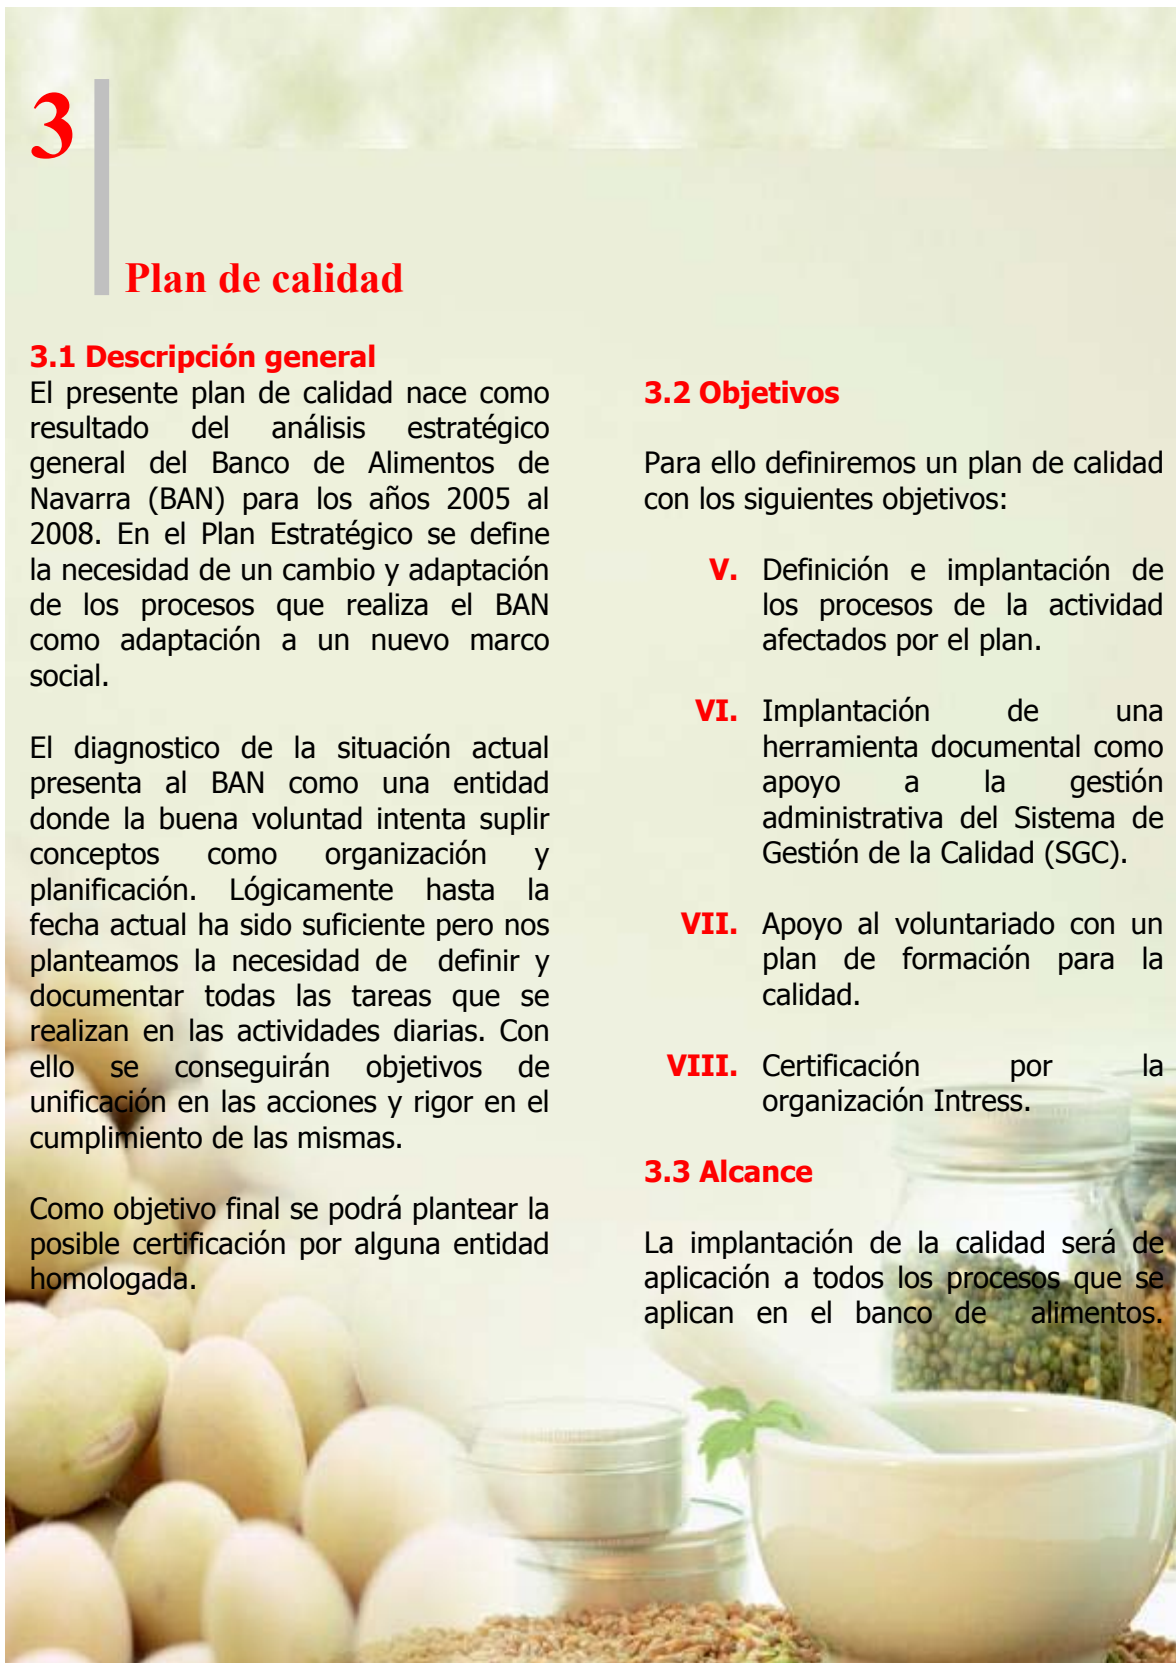 3
Plan de calidad
3.1 Descripción general
El presente plan de calidad nace como
resultado del análisis estratégico
general del Banco de Alimentos de
Navarra (BAN) para los años 2005 al
2008. En el Plan Estratégico se define
la necesidad de un cambio y adaptación
de los procesos que realiza el BAN
como adaptación a un nuevo marco
social.
El diagnostico de la situación actual
presenta al BAN como una entidad
donde la buena voluntad intenta suplir
conceptos como organización y
planificación. Lógicamente hasta la
fecha actual ha sido suficiente pero nos
planteamos la necesidad de definir y
documentar todas las tareas que se
realizan en las actividades diarias. Con
ello se conseguirán objetivos de
unificación en las acciones y rigor en el
cumplimiento de las mismas.
Como objetivo final se podrá plantear la
posible certificación por alguna entidad
homologada.
3.2 Objetivos
Para ello definiremos un plan de calidad
con los siguientes objetivos:
V. Definición e implantación de
los procesos de la actividad
afectados por el plan.
VI. Implantación de una
herramienta documental como
apoyo a la gestión
administrativa del Sistema de
Gestión de la Calidad (SGC).
VII. Apoyo al voluntariado con un
plan de formación para la
calidad.
VIII. Certificación por la
organización Intress.
3.3 Alcance
La implantación de la calidad será de
aplicación a todos los procesos que se
aplican en el banco de alimentos.